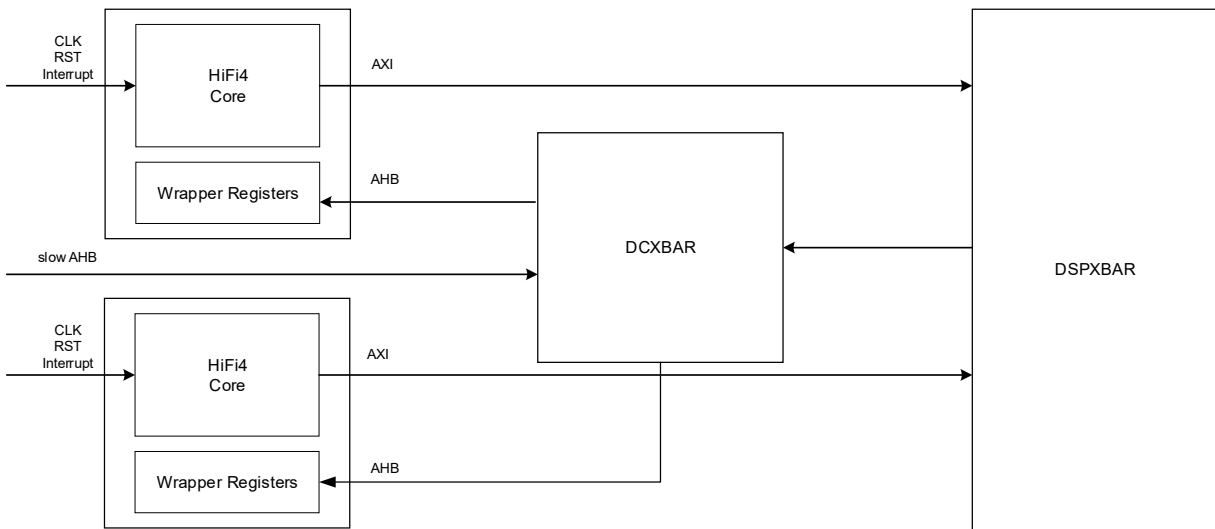 CLK
RST
Interrupt
HiFi4
Core
AXI
Wrapper Registers
AHB
slow AHB
DCXBAR
DSPXBAR
CLK
RST
Interrupt
HiFi4
Core
AXI
Wrapper Registers
AHB